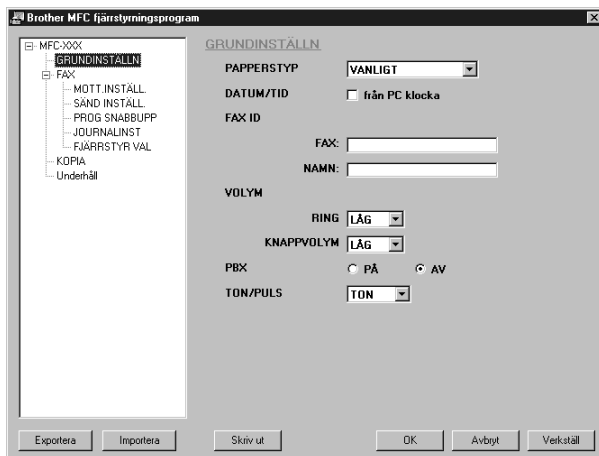 Brother MFC fjärrstyrningsprogram
MFC-XXX
GRUNDINSTÄLLN
FAX
MOTT.INSTÄLL.
SÄND INSTÄLL.
PROG SNABBUPP
JOURNALINST
FJÄRRSTYR VAL
KOPIA
Underhåll
GRUNDINSTÄLLN
PAPPERSTYP VANLIGT
DATUM/TID från PC klocka
FAX ID
FAX:
NAMN:
VOLYM
RING LÅG
KNAPPVOLYM LÅG
PBX PÅ AV
TON/PULS TON
Exportera Importera Skriv ut OK Avbryt Verkställ